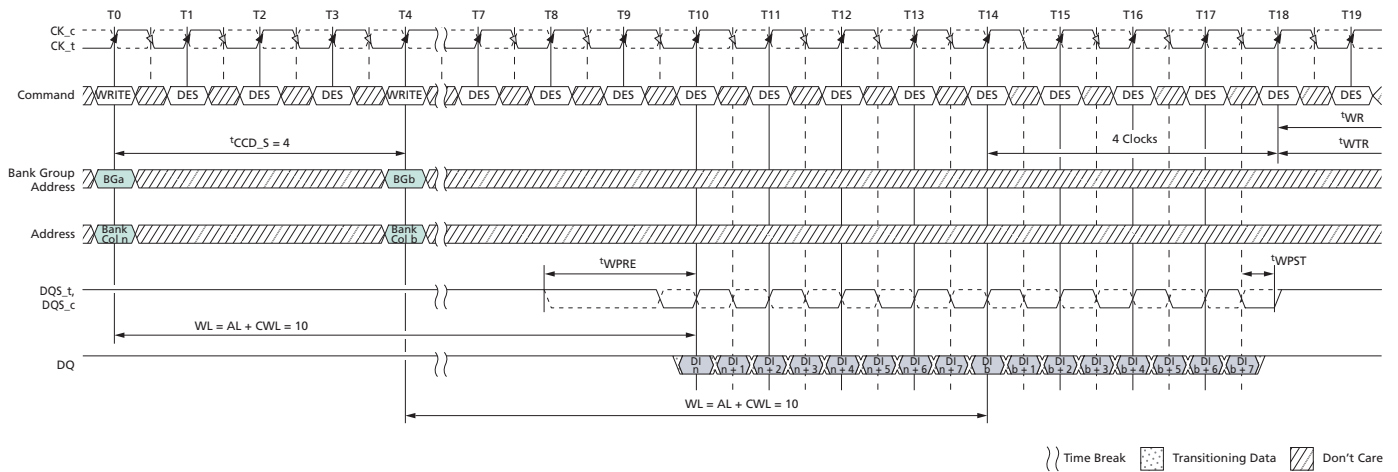 T0 T1 T2 T3 T4 T7 T8 T9 T10 T11 T12 T13 T14 T15 T16 T17 T18 T19
CK_c
CK_t
Command WRITE DES DES DES WRITE DES DES DES DES DES DES DES DES DES DES DES DES DES
tWR
tCCD_S = 4 4 Clocks tWTR
Bank Group
Address BGa BGb
Address Bank
Col n Bank
Col b
tWPRE tWPST
DQS_t,
DQS_c
WL = AL + CWL = 10
DQ DI
n DI
n + 1 DI
n + 2 DI
n + 3 DI
n + 4 DI
n + 5 DI
n + 6 DI
n + 7 DI
b DI
b + 1 DI
b + 2 DI
b + 3 DI
b + 4 DI
b + 5 DI
b + 6 DI
b + 7
WL = AL + CWL = 10
Time Break Transitioning Data Don't Care